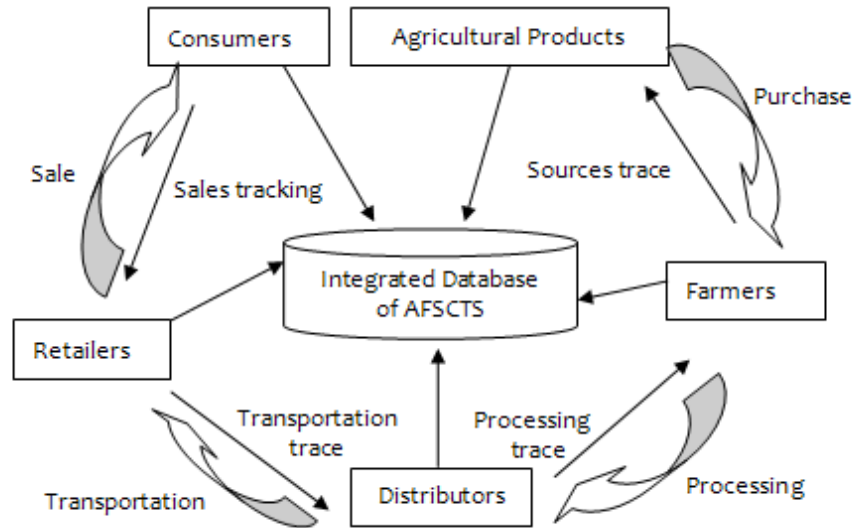 Consumers
Agricultural Products
Purchase
Sale
Sales tracking
Sources trace
Integrated Database
of AFSCTS
Farmers
Retailers
Transportation
trace
Processing
trace
Transportation
Distributors
Processing